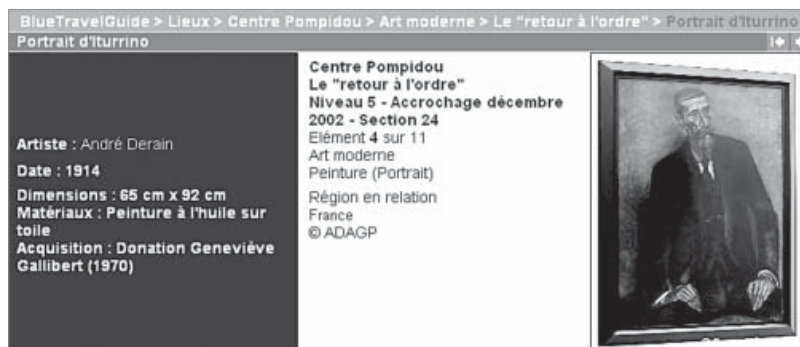 BlueTravelGuide > Lieux > Centre Pompidou > Art moderne > Le "retour à l'ordre" > Portrait d'Iturrino
Portrait d'Iturrino
Artiste : André Derain
Date : 1914
Dimensions : 65 cm x 92 cm
Matériaux : Peinture à l'huile sur
toile
Acquisition : Donation Geneviève
Gallibert (1970)
Centre Pompidou
Le "retour à l'ordre"
Niveau 5 - Accrochage décembre
2002 - Section 24
Elément 4 sur 11
Art moderne
Peinture (Portrait)
Région en relation
France
© ADAGP